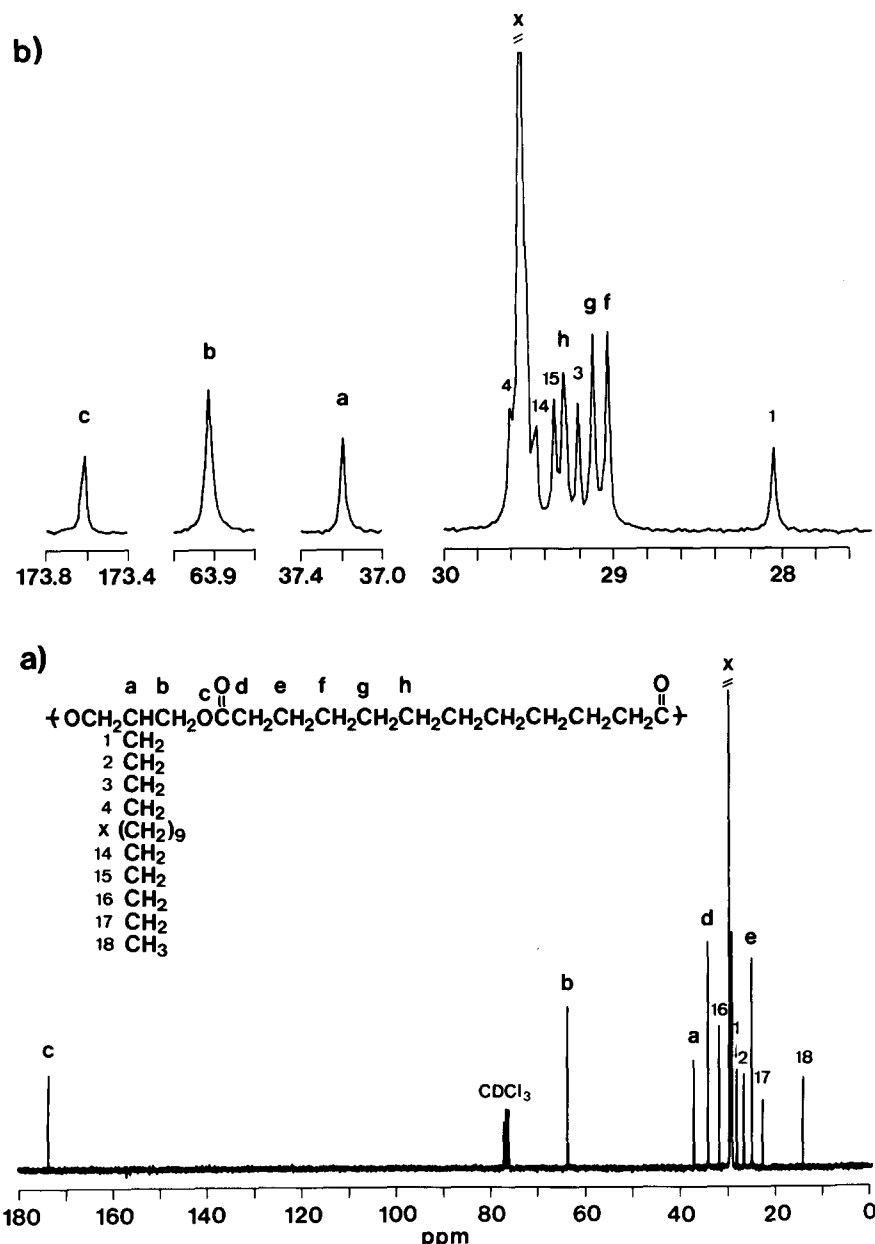 b)
x
c
b
a
4
14
15
h
3
g
f
1
173.8
173.4
63.9
37.4
37.0
30
29
28
a)
a b c d e f g h
O O
OCH₂CHCH₂OCCH₂CH₂CH₂CH₂CH₂CH₂CH₂CH₂CH₂CH₂C
1 CH₂
2 CH₂
3 CH₂
4 CH₂
x (CH₂)₉
14 CH₂
15 CH₂
16 CH₂
17 CH₂
18 CH₃
c
CDCl₃
b
a
d
16
x
1
2
e
17
18
180 160 140 120 100 80 60 40 20 0
ppm